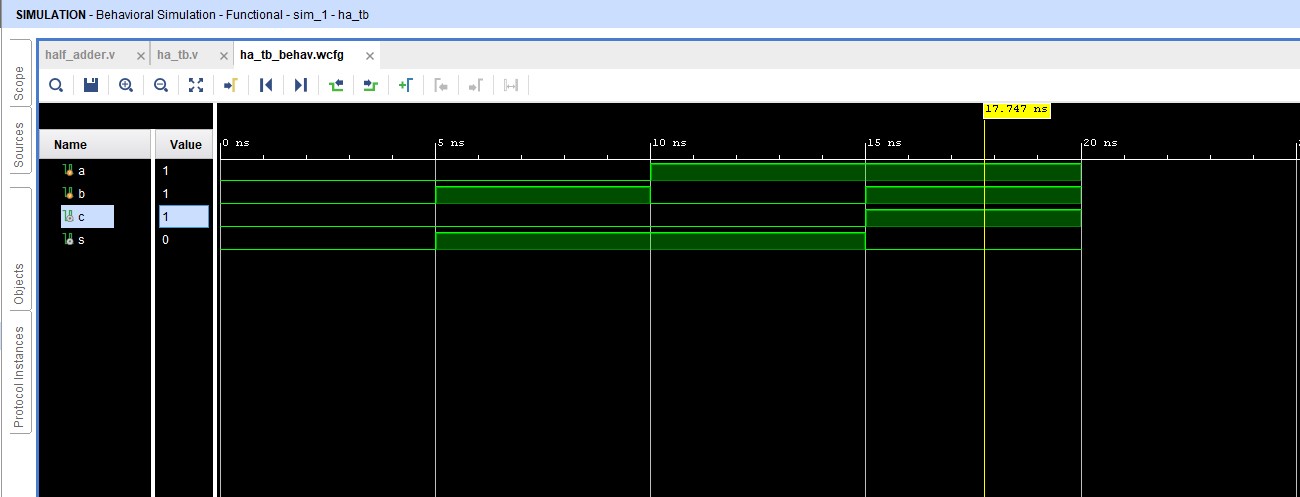 SIMULATION - Behavioral Simulation - Functional - sim_1 - ha_tb
half_adder.v
ha_tb.v
ha_tb_behav.wcfg
Scope
Sources
Objects
Protocol Instances
17.747 ns
Name
Value
0 ns
5 ns
10 ns
15 ns
20 ns
a
1
b
1
c
1
s
0